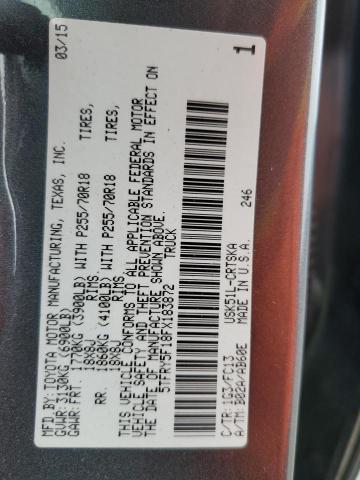 MFD.BY:TOYOTA MOTOR MANUFACTURING, TEXAS, INC. 03/15
GVWR:3130KG(6900LB)
GAWR: FRT. 1770KG(3900LB)WITH P255/70R18 TIRES,
18X8J RIMS.
RR. 1860KG(4100LB)WITH P255/70R18 TIRES,
18X8J RIMS.
THIS VEHICLE CONFORMS TO ALL APPLICABLE FEDERAL MOTOR
VEHICLE SAFETY AND THEFT PREVENTION STANDARDS IN EFFECT ON
THE DATE OF MANUFACTURE SHOWN ABOVE.
5TFRY5F18FX183872 TRUCK
USK51L-CRTSKA
C/TR:1G3/FC13 246
A/TM:B02A/AB60E MADE IN U.S.A. 1